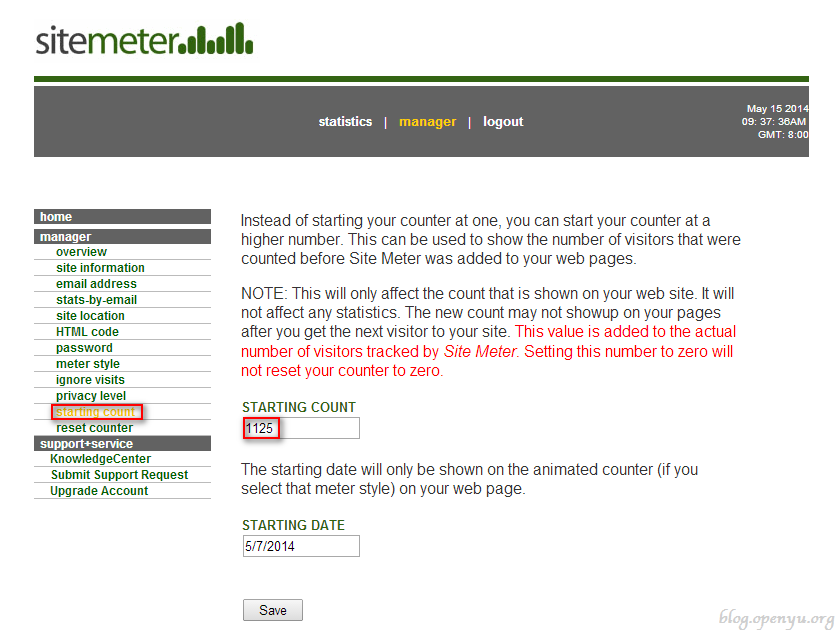 sitemeter
statistics | manager | logout
May 15 2014
09: 37: 36AM
GMT: 8:00
home
manager
overview
site information
email address
stats-by-email
site location
HTML code
password
meter style
ignore visits
privacy level
starting count
reset counter
support+service
KnowledgeCenter
Submit Support Request
Upgrade Account
Instead of starting your counter at one, you can start your counter at a
higher number. This can be used to show the number of visitors that were
counted before Site Meter was added to your web pages.
NOTE: This will only affect the count that is shown on your web site. It will
not affect any statistics. The new count may not showup on your pages
after you get the next visitor to your site. This value is added to the actual
number of visitors tracked by Site Meter. Setting this number to zero will
not reset your counter to zero.
STARTING COUNT
1125
The starting date will only be shown on the animated counter (if you
select that meter style) on your web page.
STARTING DATE
5/7/2014
Save
blog.openyu.org